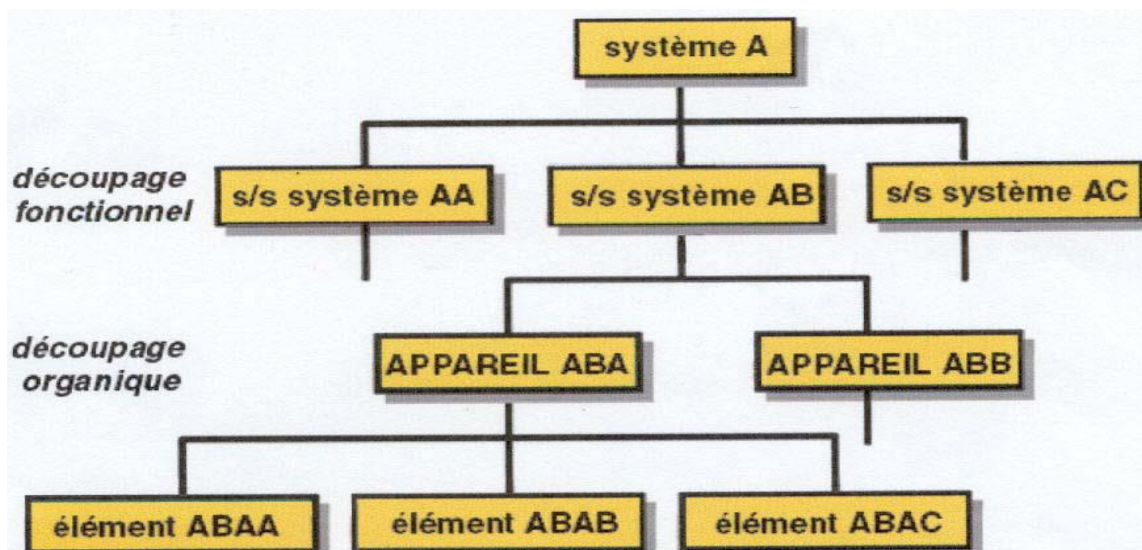 système A
découpage
fonctionnel
s/s système AA
s/s système AB
s/s système AC
découpage
organique
APPAREIL ABA
APPAREIL ABB
élément ABAA
élément ABAB
élément ABAC